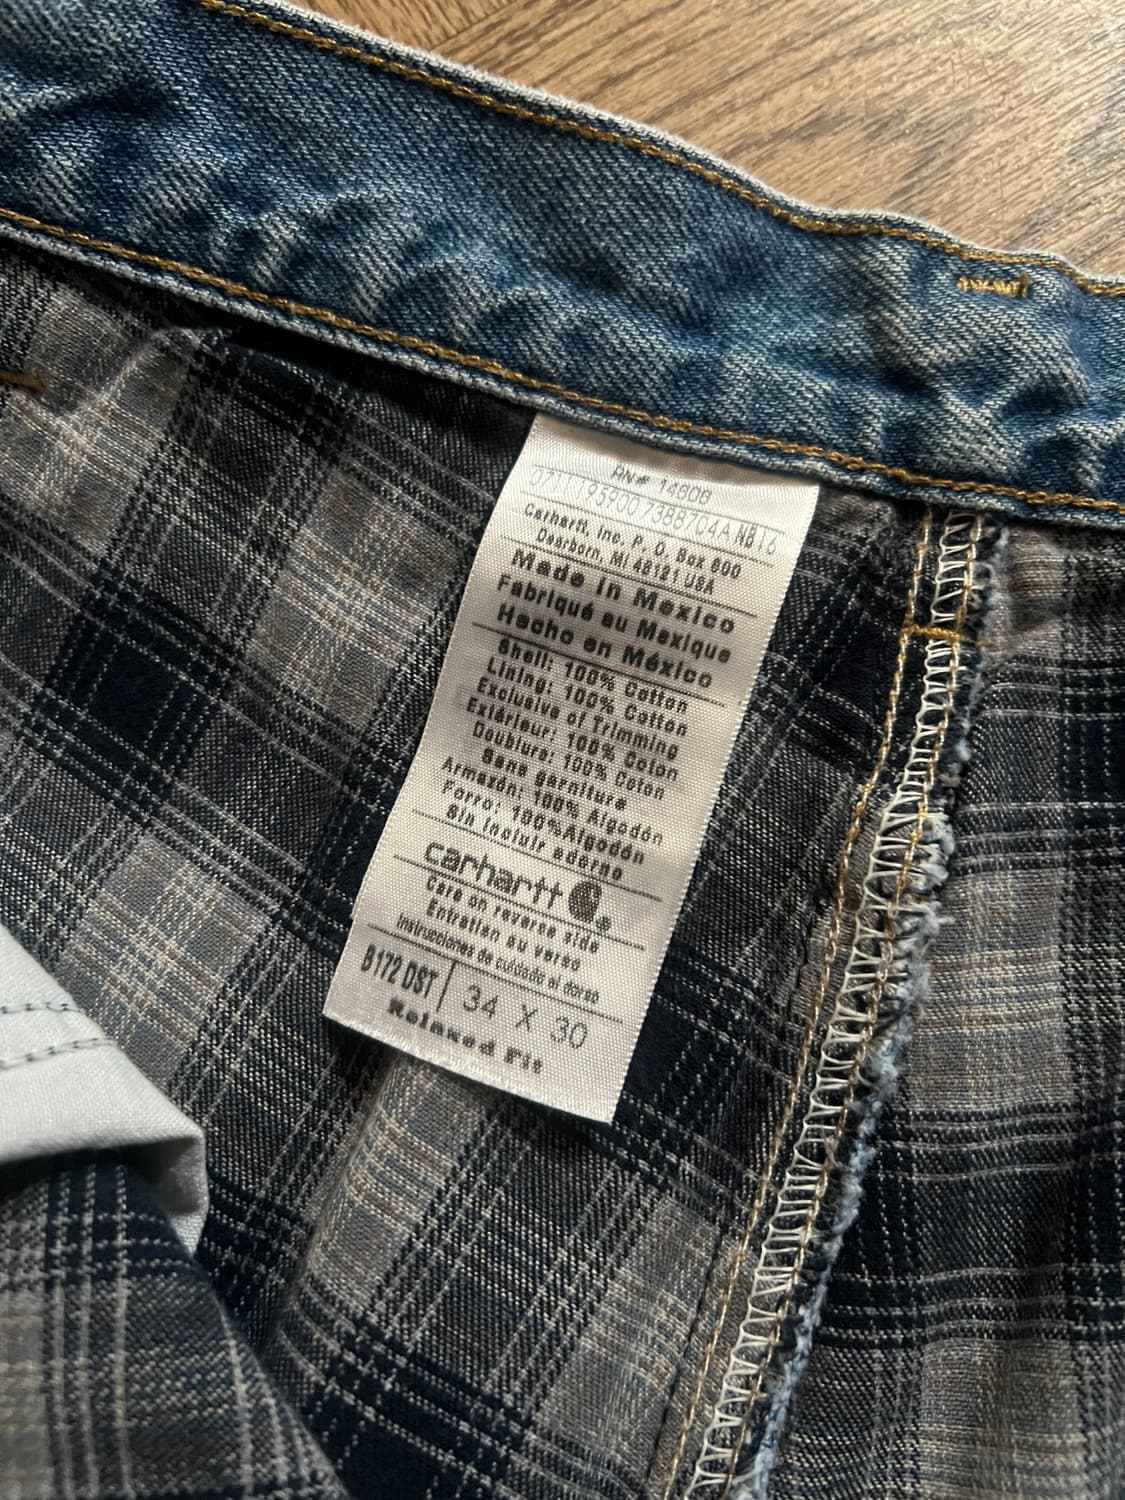 RN# 14806
0711195900 7388704A NB16
Carhartt, Inc. P. O. Box 600
Dearborn, MI 48121 USA
Made in Mexico
Fabriqué au Mexique
Hecho en México
Shell: 100% Cotton
Lining: 100% Cotton
Exclusive of Trimming
Extérieur: 100% Coton
Doublure: 100% Coton
Sans garniture
Armazón: 100% Algodón
Forro: 100%Algodón
Sin incluir adorno
carhartt
Care on reverse side
Entretien au verso
Instrucciones de cuidado al dorso
B172 DST 34 X 30
Relaxed Fit